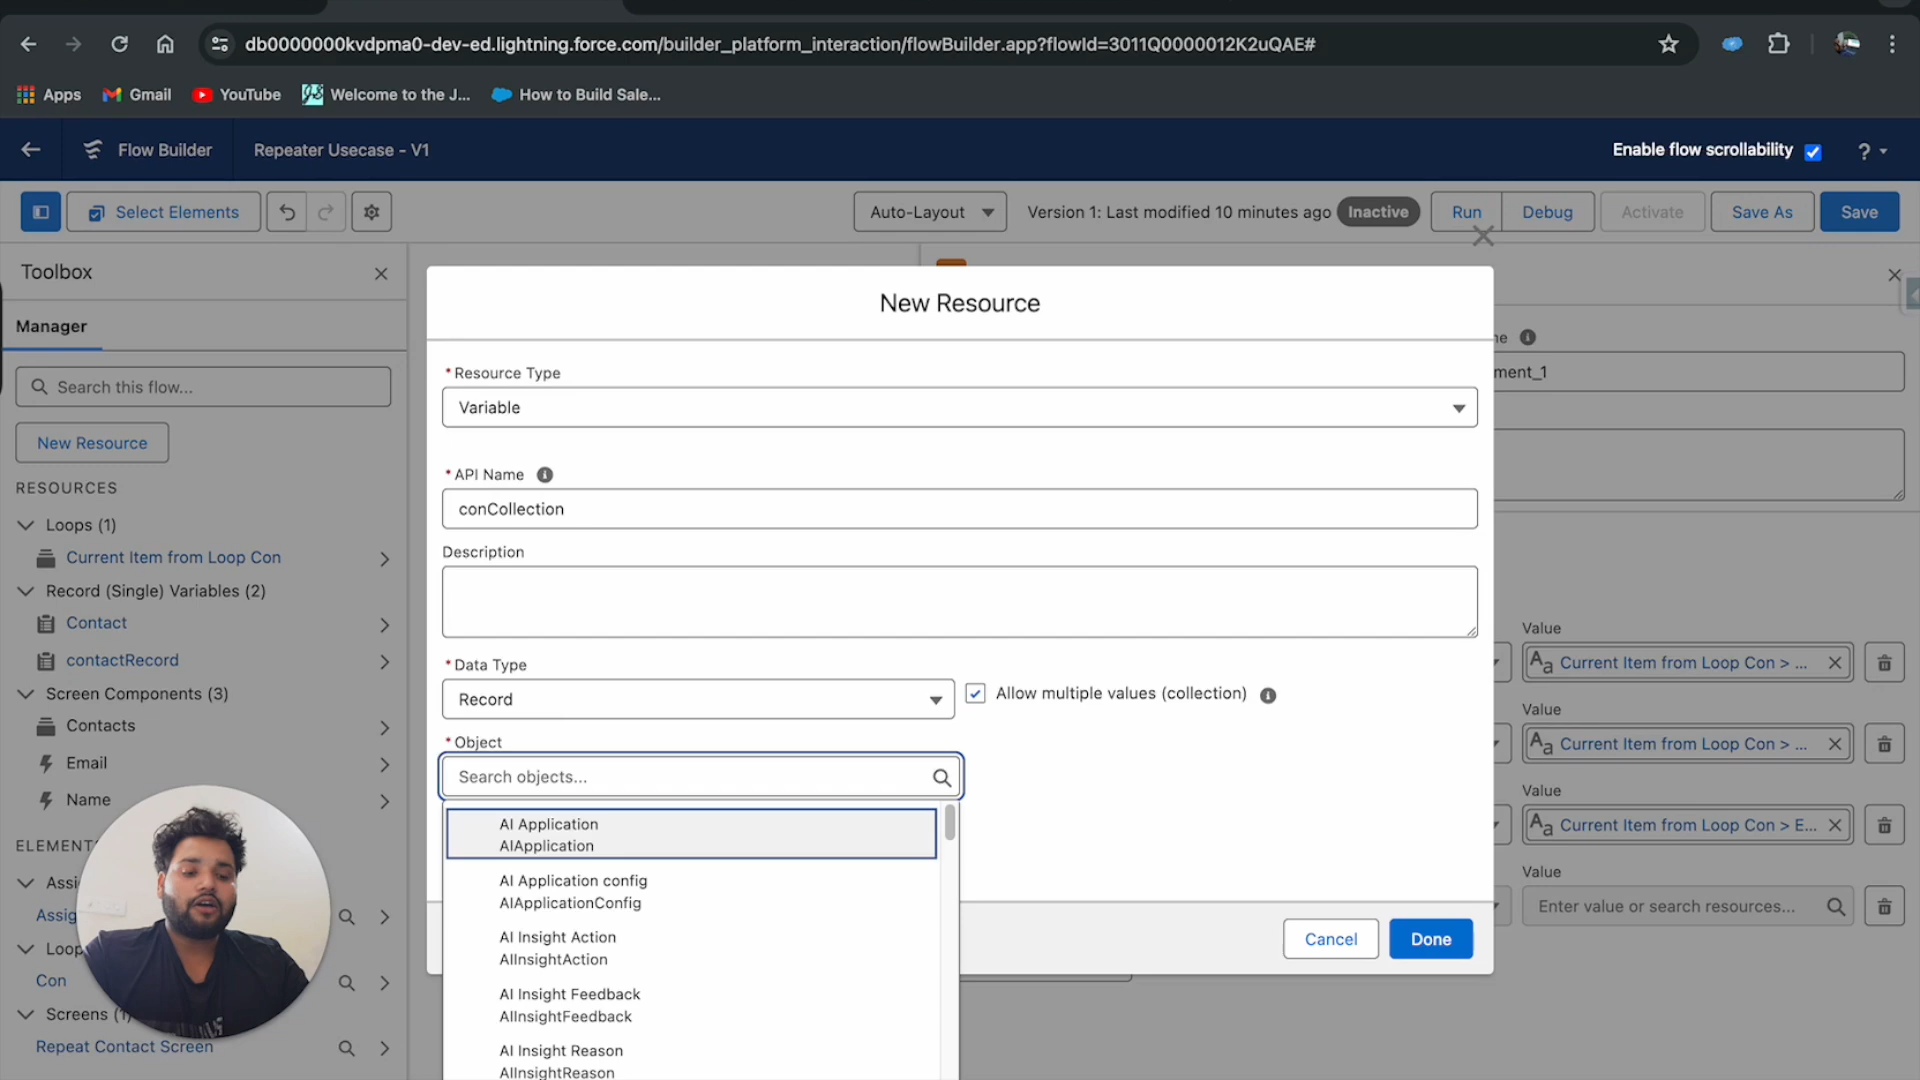 db0000000kvdpma0-dev-ed.lightning.force.com/builder_platform_interaction/flowBuilder.app?flowId=3011Q0000012K2uQAE#
Apps
Gmail
YouTube
Welcome to the J...
How to Build Sale...
Flow Builder
Repeater Usecase - V1
Enable flow scrollability
?
Select Elements
Auto-Layout
Version 1: Last modified 10 minutes ago
Inactive
Run
Debug
Activate
Save As
Save
Toolbox
Manager
Search this flow...
New Resource
RESOURCES
Loops (1)
Current Item from Loop Con
Record (Single) Variables (2)
Contact
contactRecord
Screen Components (3)
Contacts
Email
Name
ELEMENT
Assi
Assig
Loop
Con
Screens (1)
Repeat Contact Screen
New Resource
* Resource Type
Variable
* API Name
conCollection
Description
* Data Type
Record
Allow multiple values (collection)
* Object
Search objects...
AI Application
AIApplication
AI Application config
AIApplicationConfig
AI Insight Action
AIInsightAction
AI Insight Feedback
AIInsightFeedback
AI Insight Reason
AIInsightReason
Cancel
Done
ne
ment_1
Value
Aa Current Item from Loop Con > ...
Value
Aa Current Item from Loop Con > ...
Value
Aa Current Item from Loop Con > E...
Value
Enter value or search resources...